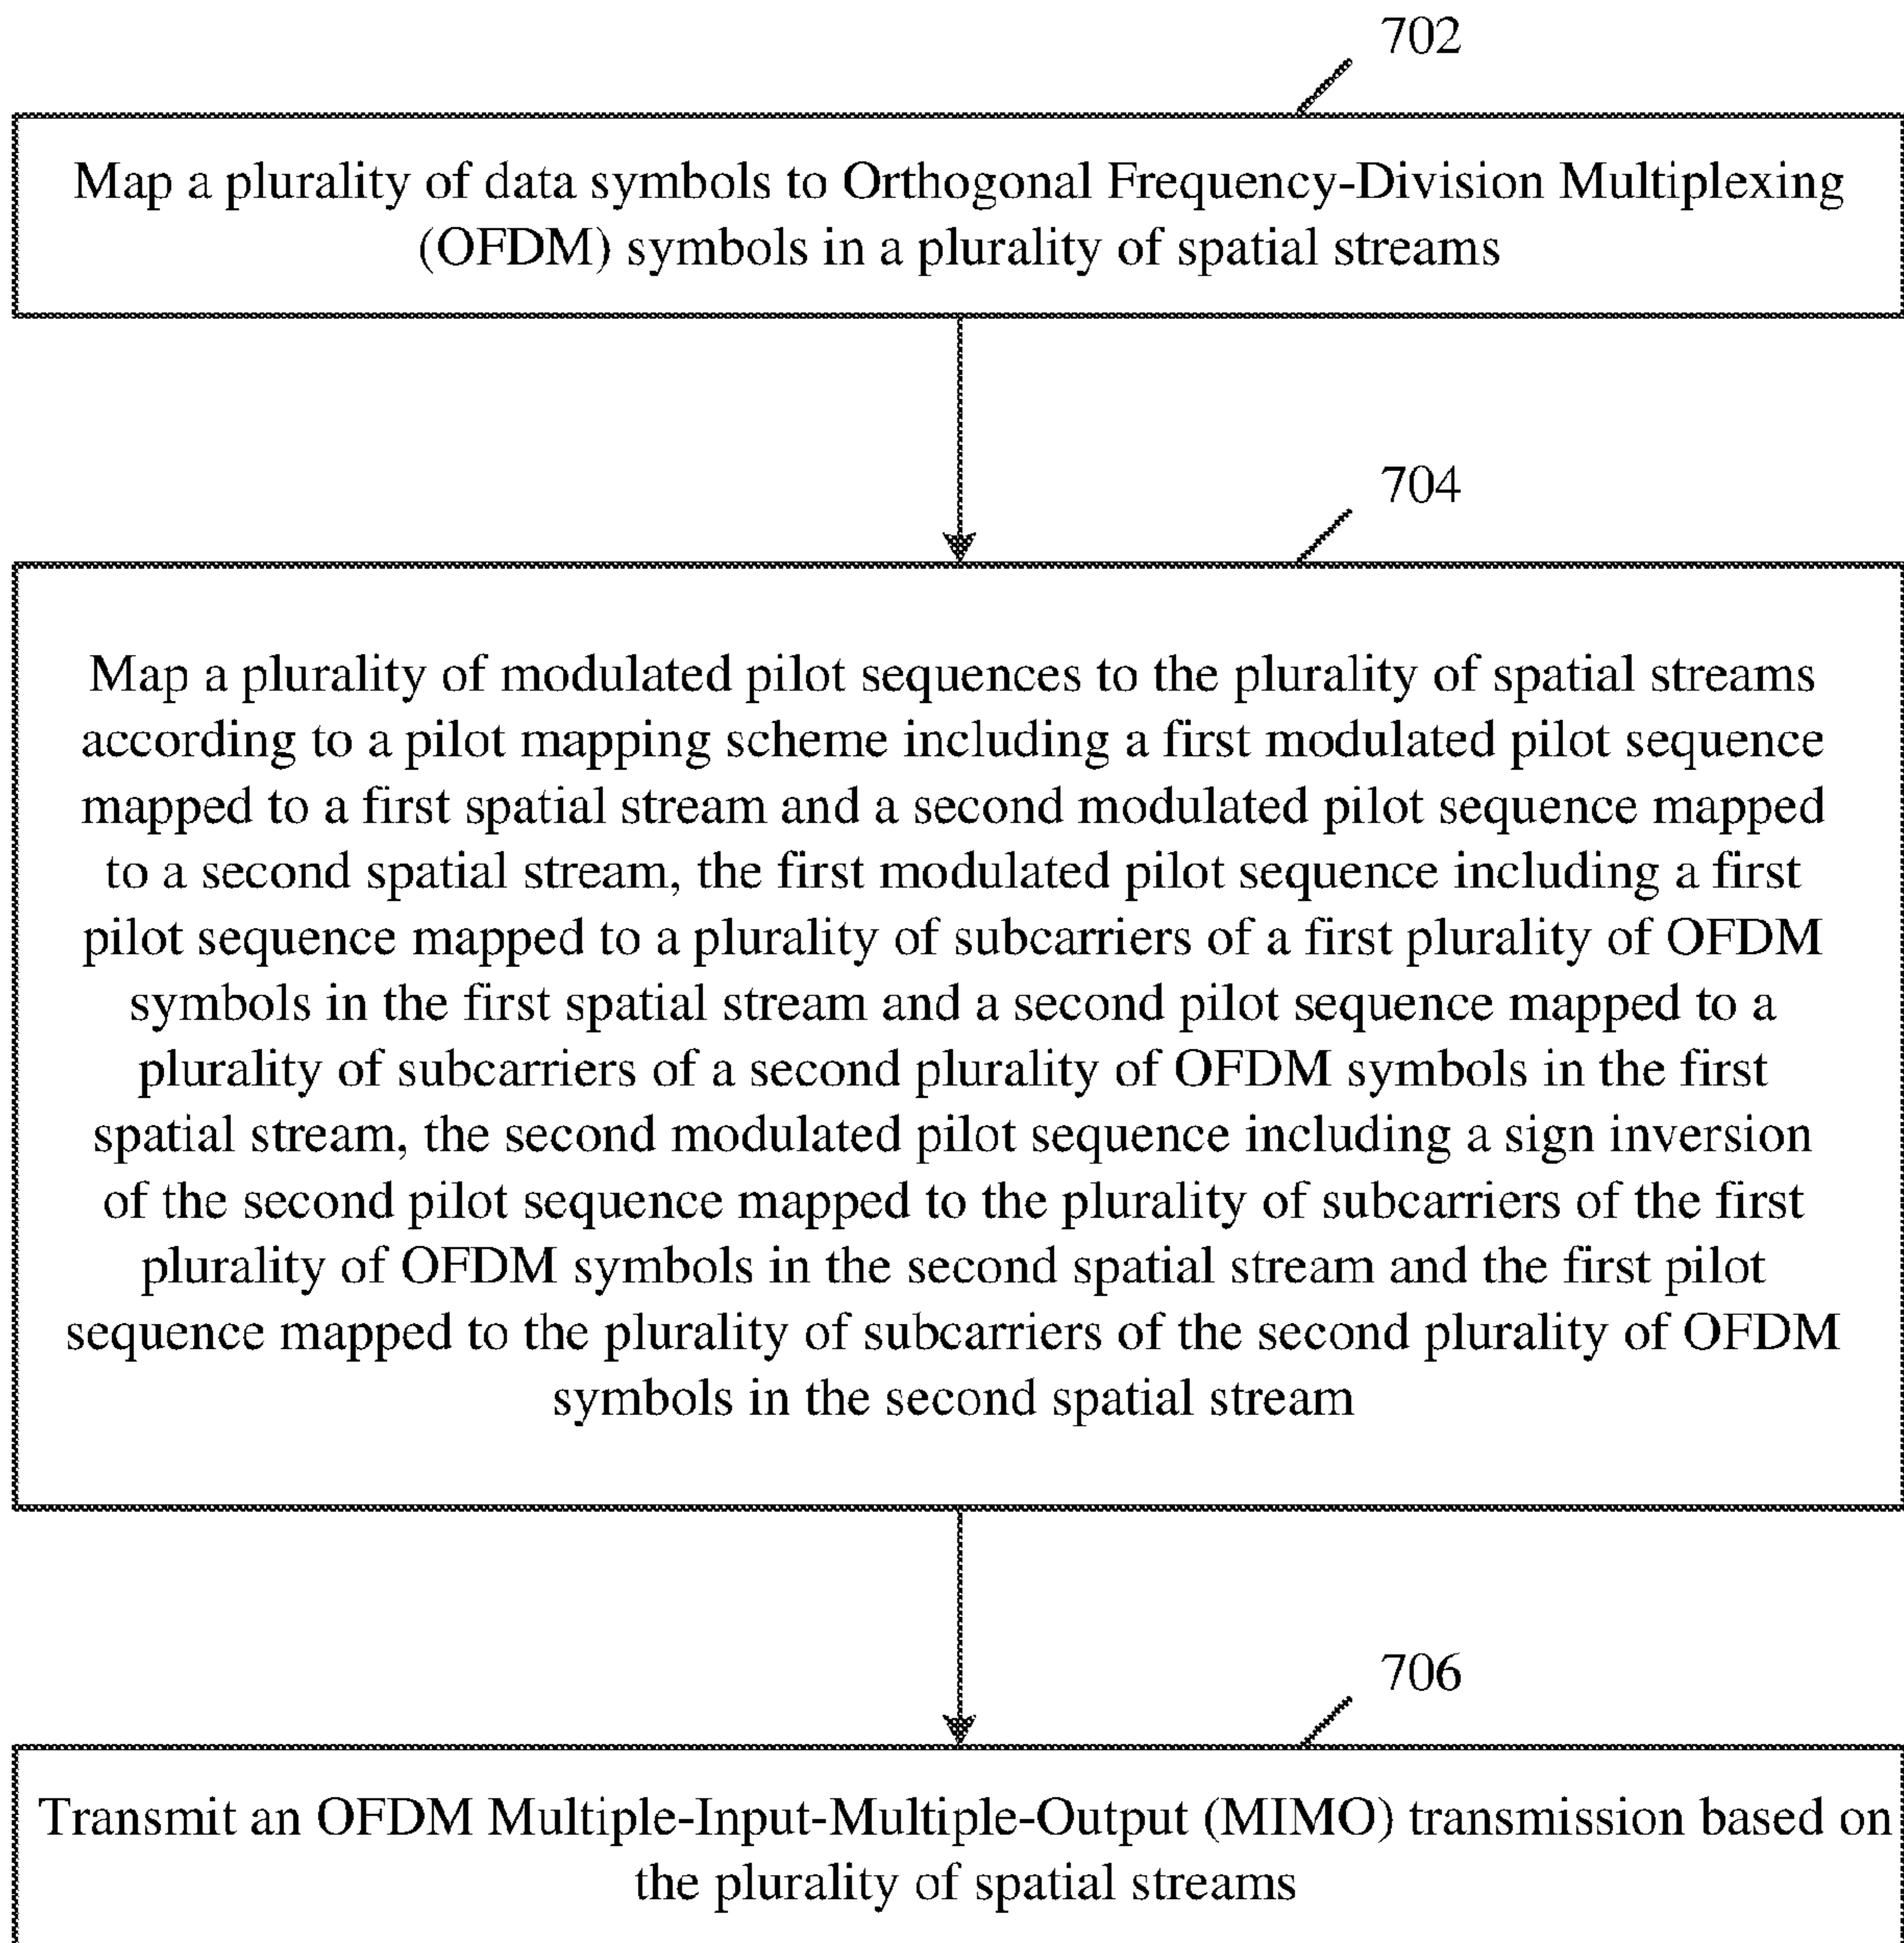 702
Map a plurality of data symbols to Orthogonal Frequency-Division Multiplexing
(OFDM) symbols in a plurality of spatial streams
704
Map a plurality of modulated pilot sequences to the plurality of spatial streams
according to a pilot mapping scheme including a first modulated pilot sequence
mapped to a first spatial stream and a second modulated pilot sequence mapped
to a second spatial stream, the first modulated pilot sequence including a first
pilot sequence mapped to a plurality of subcarriers of a first plurality of OFDM
symbols in the first spatial stream and a second pilot sequence mapped to a
plurality of subcarriers of a second plurality of OFDM symbols in the first
spatial stream, the second modulated pilot sequence including a sign inversion
of the second pilot sequence mapped to the plurality of subcarriers of the first
plurality of OFDM symbols in the second spatial stream and the first pilot
sequence mapped to the plurality of subcarriers of the second plurality of OFDM
symbols in the second spatial stream
706
Transmit an OFDM Multiple-Input-Multiple-Output (MIMO) transmission based on
the plurality of spatial streams